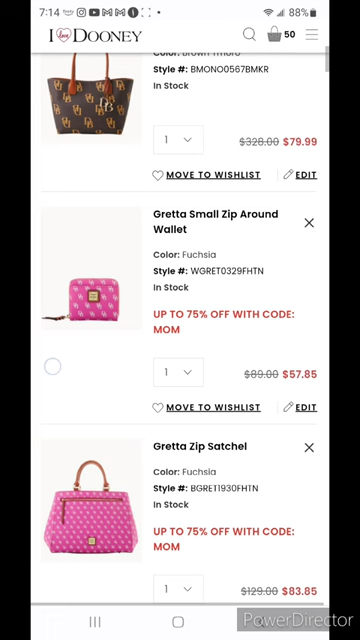 7:14
88%
I love DOONEY
50
Color: Brown Tmoro
Style #: BMONO0567BMKR
In Stock
1
$328.00 $79.99
MOVE TO WISHLIST
EDIT
Gretta Small Zip Around
Wallet
Color: Fuchsia
Style #: WGRET0329FHTN
In Stock
UP TO 75% OFF WITH CODE:
MOM
1
$89.00 $57.85
MOVE TO WISHLIST
EDIT
Gretta Zip Satchel
Color: Fuchsia
Style #: BGRET1930FHTN
In Stock
UP TO 75% OFF WITH CODE:
MOM
1
$129.00 $83.85
PowerDirector